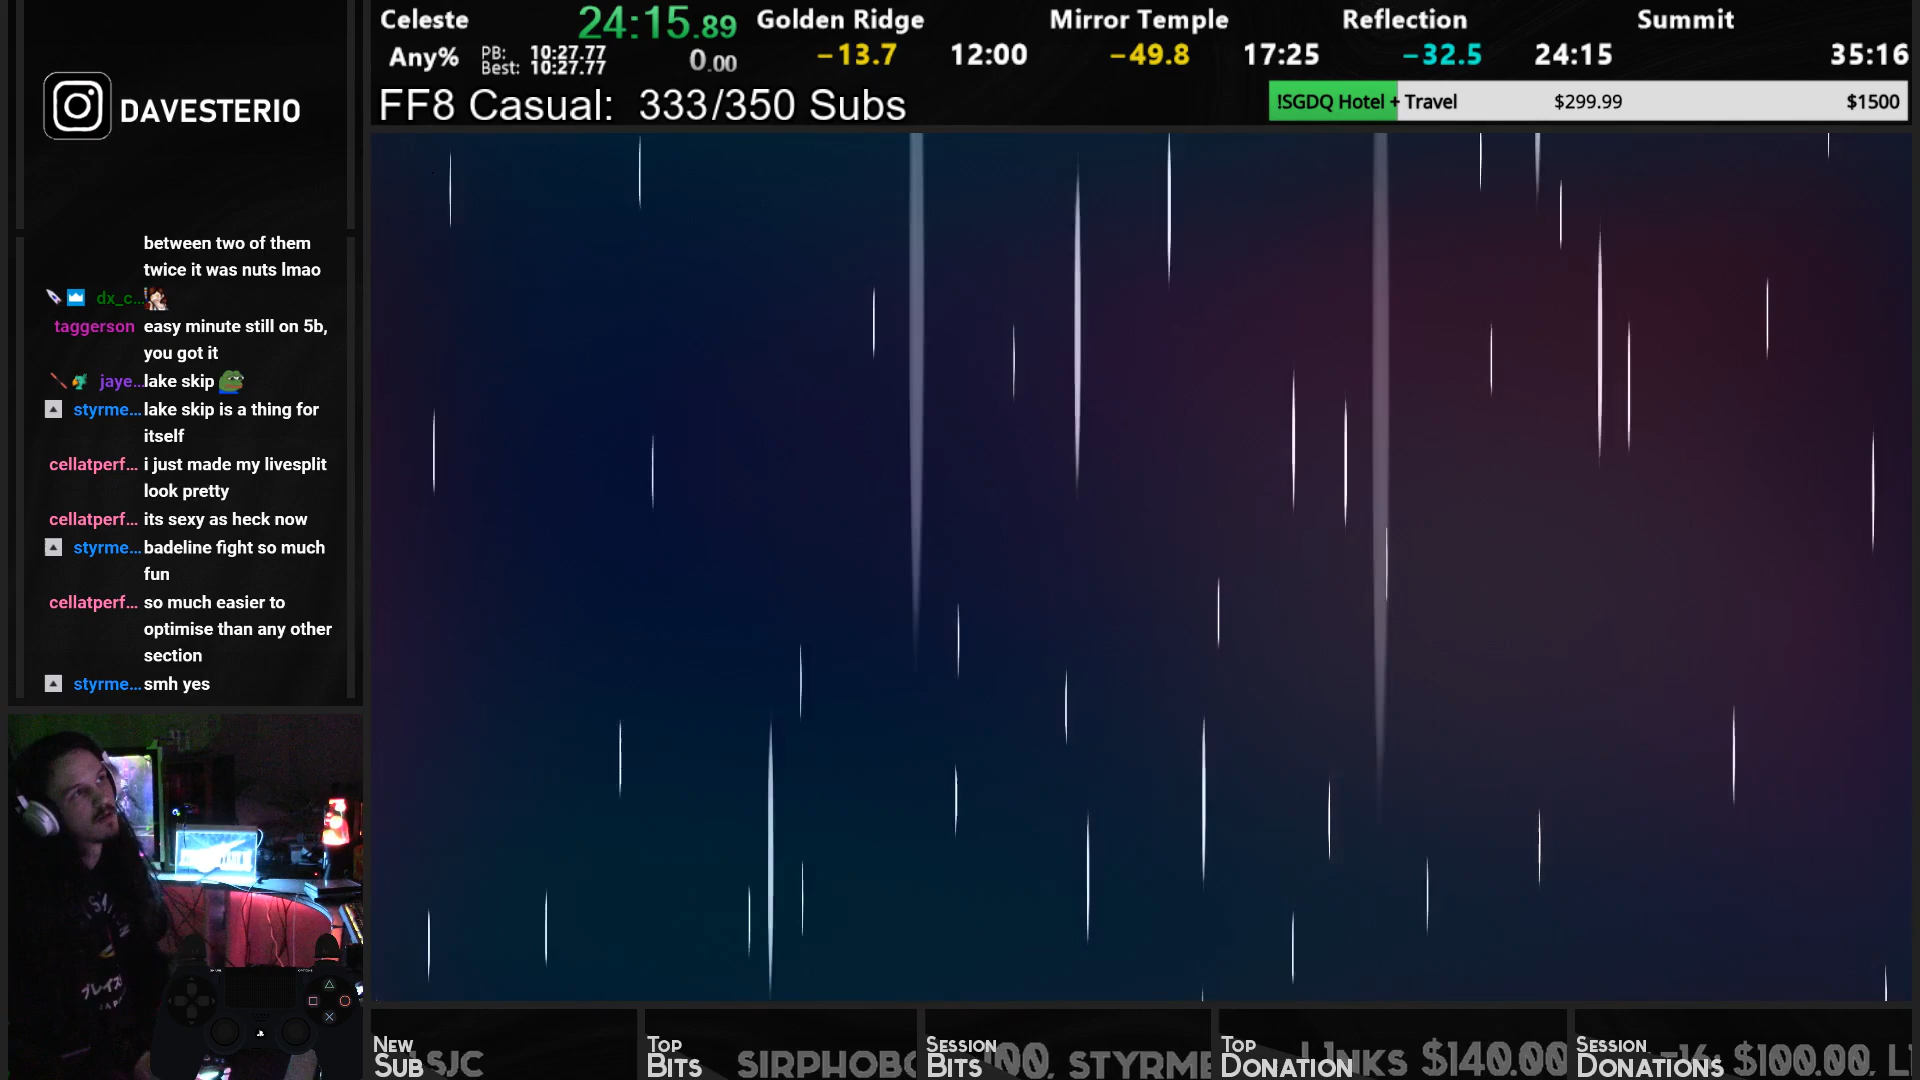 Celeste
24:15.89
Golden Ridge
Mirror Temple
Reflection
Summit
Any%
PB: 10:27.77
Best: 10:27.77
0.00
-13.7
12:00
-49.8
17:25
-32.5
24:15
35:16
FF8 Casual: 333/350 Subs
!SGDQ Hotel + Travel
$299.99
$1500
DAVESTERIO
between two of them
twice it was nuts lmao
dx_c...
taggerson easy minute still on 5b,
you got it
jaye... lake skip
styrme... lake skip is a thing for
itself
cellatperf... i just made my livesplit
look pretty
cellatperf... its sexy as heck now
styrme... badeline fight so much
fun
cellatperf... so much easier to
optimise than any other
section
styrme... smh yes
New
Sub
SJC
Top
Bits
SIRPHOB
Session
Bits
00, STYRME
Top
Donation
$140.00
Session
Donations
$100.00,